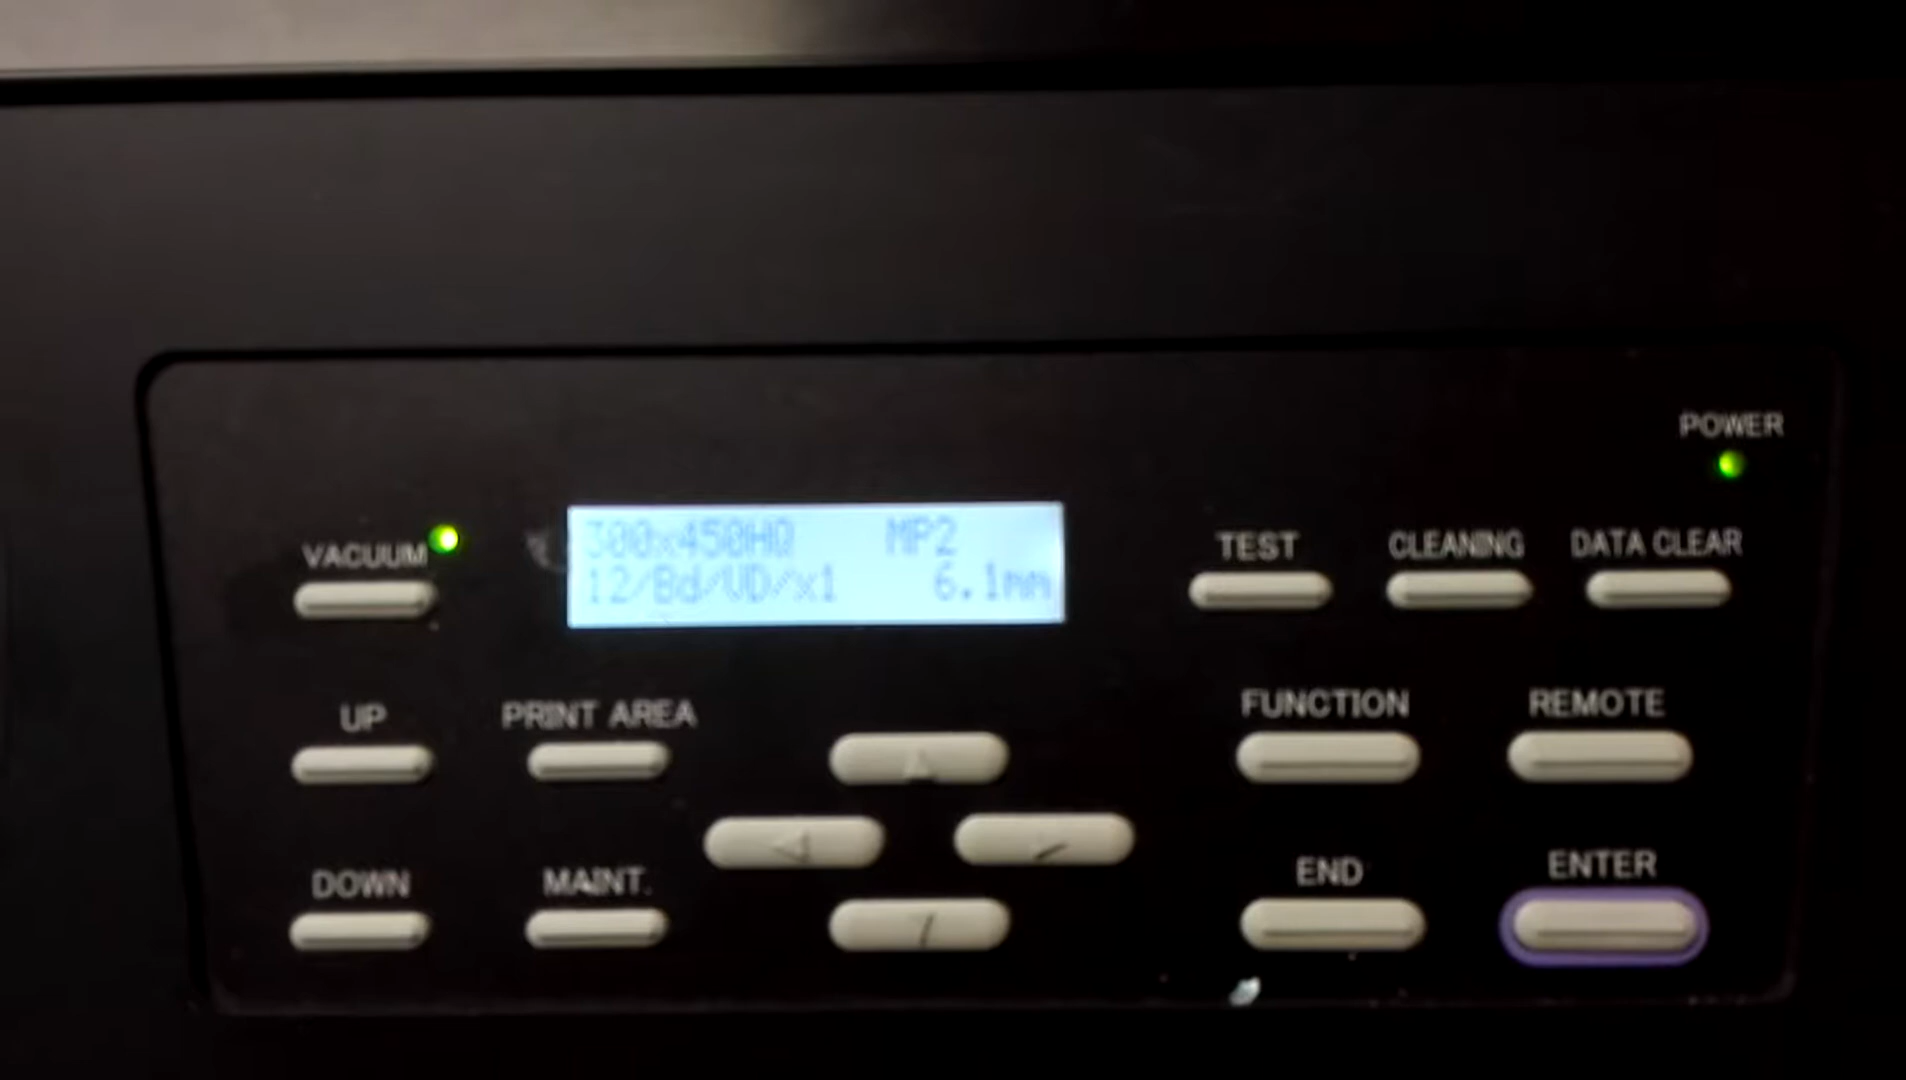 POWER
VACUUM
300x450HQ MP2
12/Bd/VD/x1 6.1mm
TEST CLEANING DATA CLEAR
UP PRINT AREA FUNCTION REMOTE
DOWN MAINT. END ENTER